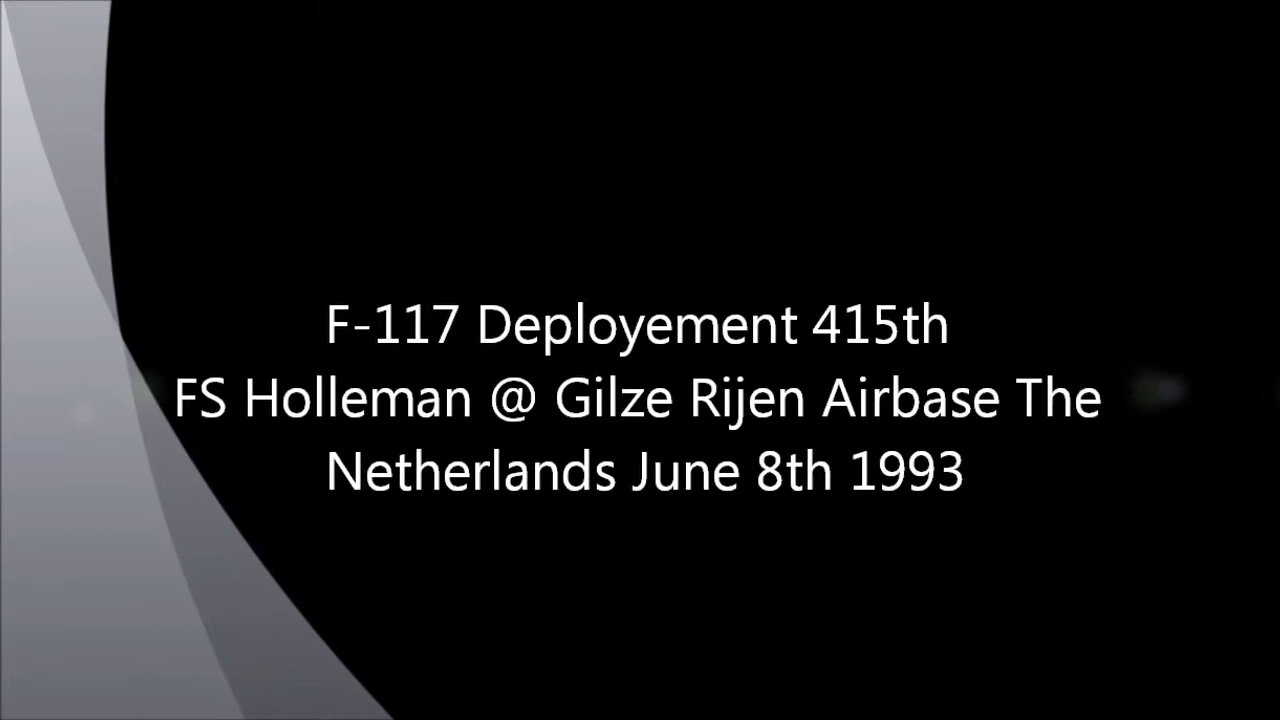 F-117 Deployement 415th
FS Holleman @ Gilze Rijen Airbase The
Netherlands June 8th 1993